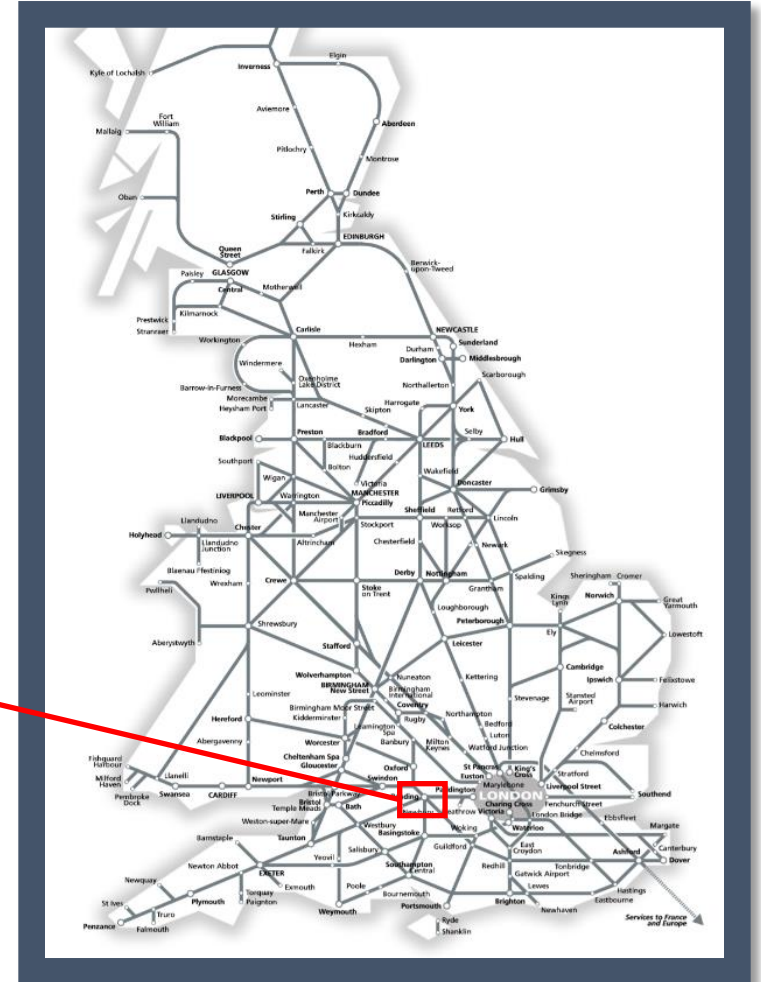 Elgin
Inverness
Kyle of Lochalsh
Aviemore
Fort
William
Mallaig
Aberdeen
Pitlochry
Montrose
Perth
Dundee
Oban
Stirling
Kirkcaldy
EDINBURGH
Queen
Street
Falkirk
Berwick-
upon-Tweed
Paisley
GLASGOW
Central
Motherwell
Prestwick
Kilmarnock
Stranraer
Carlisle
NEWCASTLE
Workington
Hexham
Sunderland
Durham
Darlington
Middlesbrough
Windermere
Scarborough
Oxenholme
Lake District
Barrow-in-Furness
Northallerton
Morecambe
Lancaster
Harrogate
Heysham Port
Skipton
York
Blackpool
Preston
Bradford
LEEDS
Selby
Hull
Blackburn
Huddersfield
Southport
Bolton
Wakefield
Wigan
Victoria
Doncaster
LIVERPOOL
Warrington
MANCHESTER
Piccadilly
Grimsby
Manchester
Airport
Sheffield
Retford
Llandudno
Chester
Stockport
Worksop
Lincoln
Holyhead
Llandudno
Junction
Altrincham
Chesterfield
Newark
Skegness
Blaenau Ffestiniog
Derby
Nottingham
Sheringham
Cromer
Pwllheli
Wrexham
Crewe
Stoke
on Trent
Grantham
Spalding
Kings
Lynn
Norwich
Great
Yarmouth
Loughborough
Peterborough
Shrewsbury
Ely
Lowestoft
Aberystwyth
Stafford
Leicester
Cambridge
Wolverhampton
Nuneaton
Kettering
Ipswich
Felixstowe
BIRMINGHAM
New Street
Birmingham
International
Leominster
Stevenage
Stansted
Airport
Harwich
Birmingham Moor Street
Coventry
Kidderminster
Rugby
Northampton
Hereford
Leamington
Spa
Bedford
Colchester
Worcester
Banbury
Milton
Keynes
Luton
Abergavenny
Watford Junction
Chelmsford
Cheltenham Spa
Gloucester
Oxford
St Pancras
Euston
King's
Cross
Fishguard
Harbour
Llanelli
Newport
Swindon
Stratford
Milford
Haven
Paddington
Marylebone
Liverpool Street
Pembroke
Dock
Swansea
CARDIFF
Bristol Parkway
LONDON
Southend
Bristol
Temple Meads
Bath
Charing Cross
Fenchurch Street
Victoria
London Bridge
Ebbsfleet
Weston-super-Mare
Westbury
Basingstoke
Woking
Waterloo
Margate
Barnstaple
Taunton
Salisbury
Guildford
East
Croydon
Canterbury
Newton Abbot
Yeovil
Southampton
Central
Redhill
Tonbridge
Ashford
Dover
EXETER
Gatwick Airport
Newquay
Exmouth
Poole
Lewes
Hastings
St Ives
Plymouth
Torquay
Paignton
Bournemouth
Eastbourne
Truro
Weymouth
Portsmouth
Brighton
Newhaven
Penzance
Falmouth
Ryde
Shanklin
Services to France
and Europe